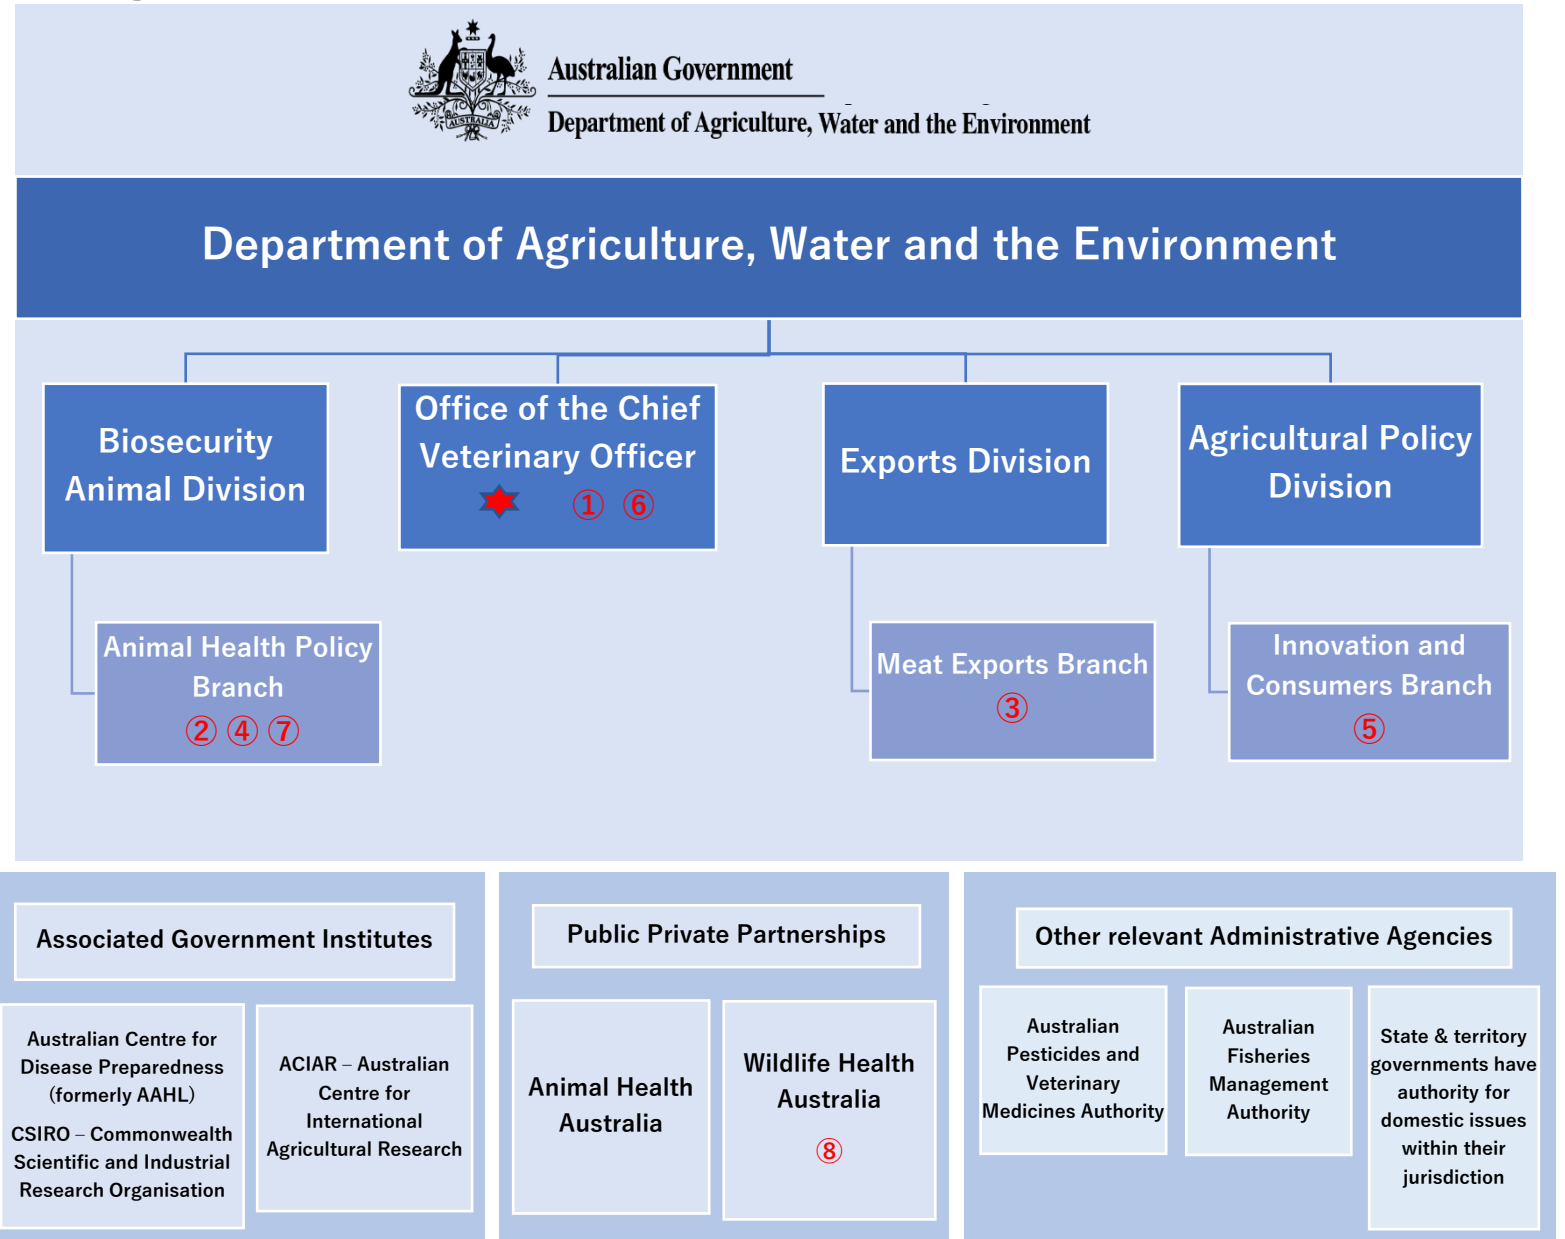 AUSTRALIA
Australian Government
Department of Agriculture, Water and the Environment
Department of Agriculture, Water and the Environment
Biosecurity
Animal Division
Office of the Chief
Veterinary Officer
① ⑥
Exports Division
Agricultural Policy
Division
Animal Health Policy
Branch
② ④ ⑦
Meat Exports Branch
③
Innovation and
Consumers Branch
⑤
Associated Government Institutes
Australian Centre for
Disease Preparedness
(formerly AAHL)
CSIRO – Commonwealth
Scientific and Industrial
Research Organisation
ACIAR – Australian
Centre for
International
Agricultural Research
Public Private Partnerships
Animal Health
Australia
Wildlife Health
Australia
⑧
Other relevant Administrative Agencies
Australian
Pesticides and
Veterinary
Medicines Authority
Australian
Fisheries
Management
Authority
State & territory
governments have
authority for
domestic issues
within their
jurisdiction